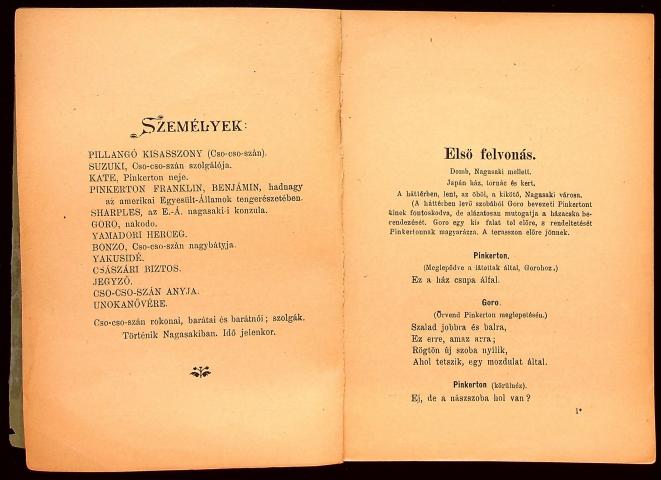 SZEMÉLYEK:
PILLANGÓ KISASSZONY (Cso-cso-szán).
SUZUKI, Cso-cso-szán szolgálója.
KATE, Pinkerton neje.
PINKERTON FRANKLIN, BENJÁMIN, hadnagy
az amerikai Egyesült-Államok tengerészetében.
SHARPLES, az E.-Á. nagasaki-i konzula.
GORO, nakodo.
YAMADORI HERCEG.
BONZO, Cso-cso-szán nagybátyja.
YAKUSIDÉ.
CSÁSZÁRI BIZTOS.
JEGYZŐ.
CSO-CSO-SZÁN ANYJA.
UNOKANŐVÉRE.
Cso-cso-szán rokonai, barátai és barátnői; szolgák.
Történik Nagasakiban. Idő jelenkor.
Első felvonás.
Domb, Nagasaki mellett.
Japán ház, tornác és kert.
A háttérben, lent, az öböl, a kikötő, Nagasaki városa.
(A háttérben levő szobából Goro bevezeti Pinkertont
kinek fontoskodva, de alázatosan mutogatja a házacska be-
rendezését. Goro egy kis falat tol előre, s rendeltetését
Pinkertonnak magyarázza. A terasszon előre jönnek.
Pinkerton.
(Meglepődve a látottak által, Gorohoz.)
Ez a ház csupa álfal.
Goro.
(Örvend Pinkerton meglepetésén.)
Szalad jobbra és balra,
Ez erre, amaz arra;
Rögtön új szoba nyílik,
Ahol tetszik, egy mozdulat által.
Pinkerton (körülnéz).
Ej, de a nászszoba hol van?
1*